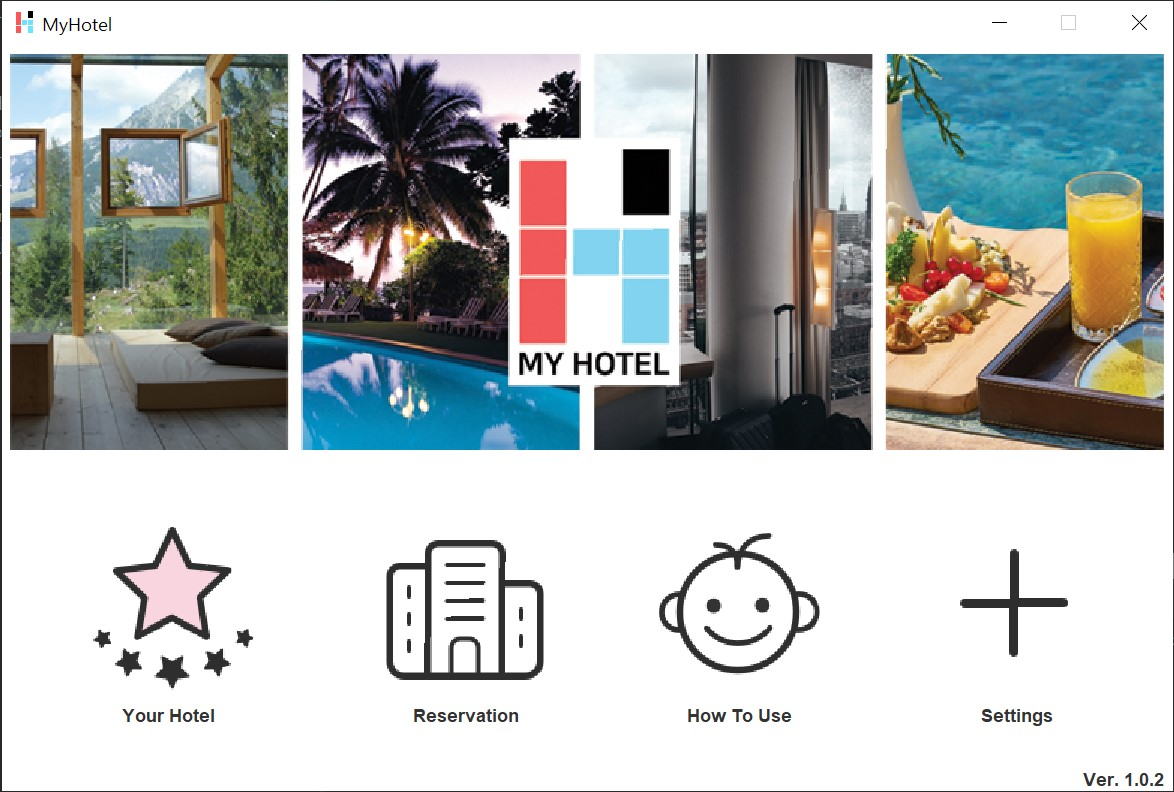 MyHotel
MY HOTEL
Your Hotel
Reservation
How To Use
Settings
Ver. 1.0.2